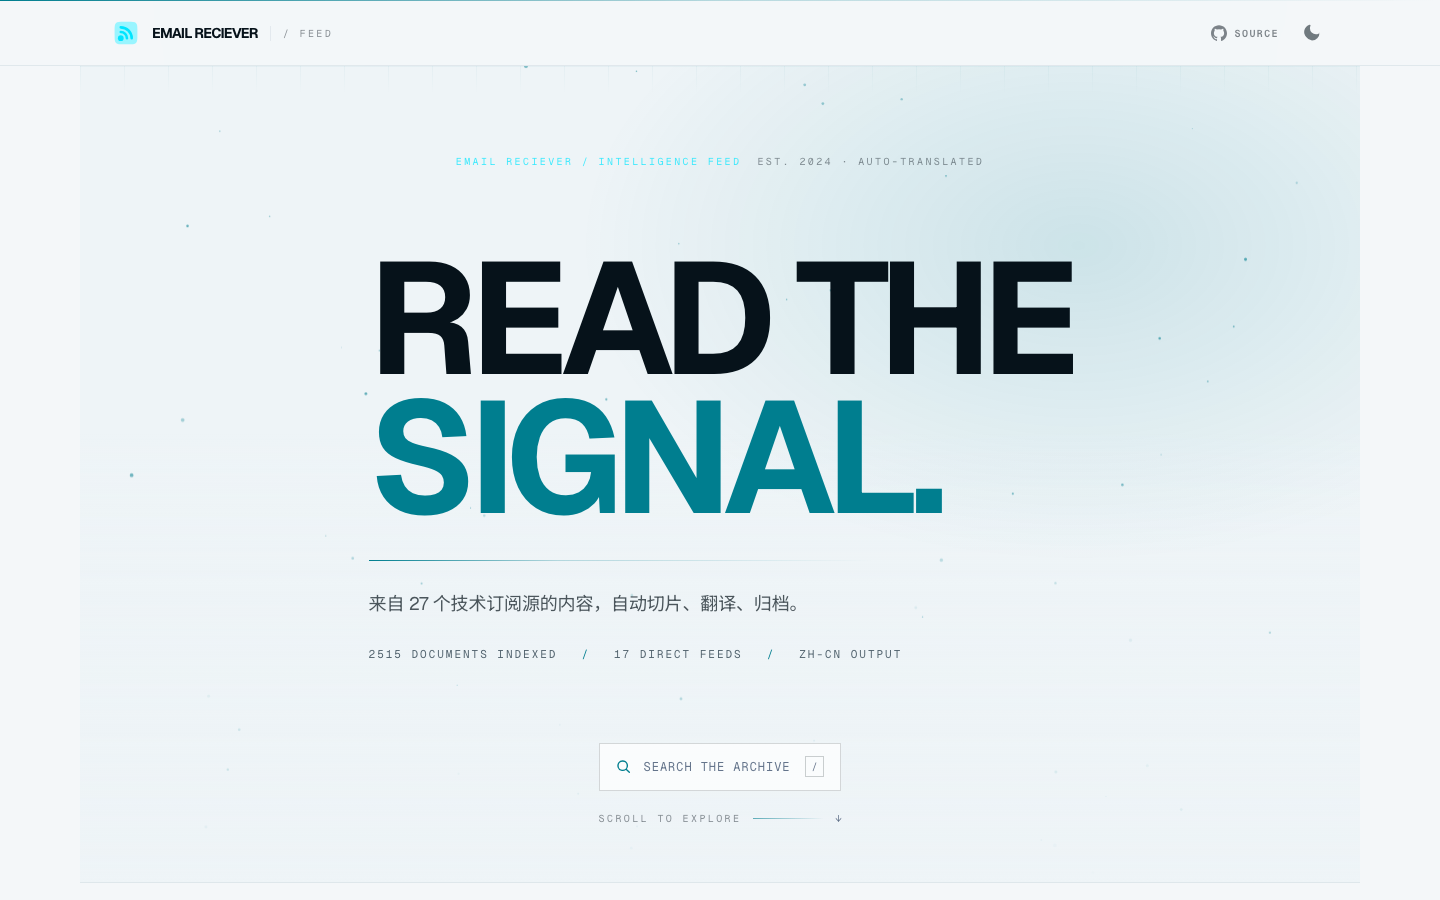 EMAIL RECIEVER / FEED
SOURCE
EMAIL RECIEVER / INTELLIGENCE FEED EST. 2024 · AUTO-TRANSLATED
READ THE
SIGNAL.
来自 27 个技术订阅源的内容，自动切片、翻译、归档。
2515 DOCUMENTS INDEXED / 17 DIRECT FEEDS / ZH-CN OUTPUT
SEARCH THE ARCHIVE /
SCROLL TO EXPLORE ↓